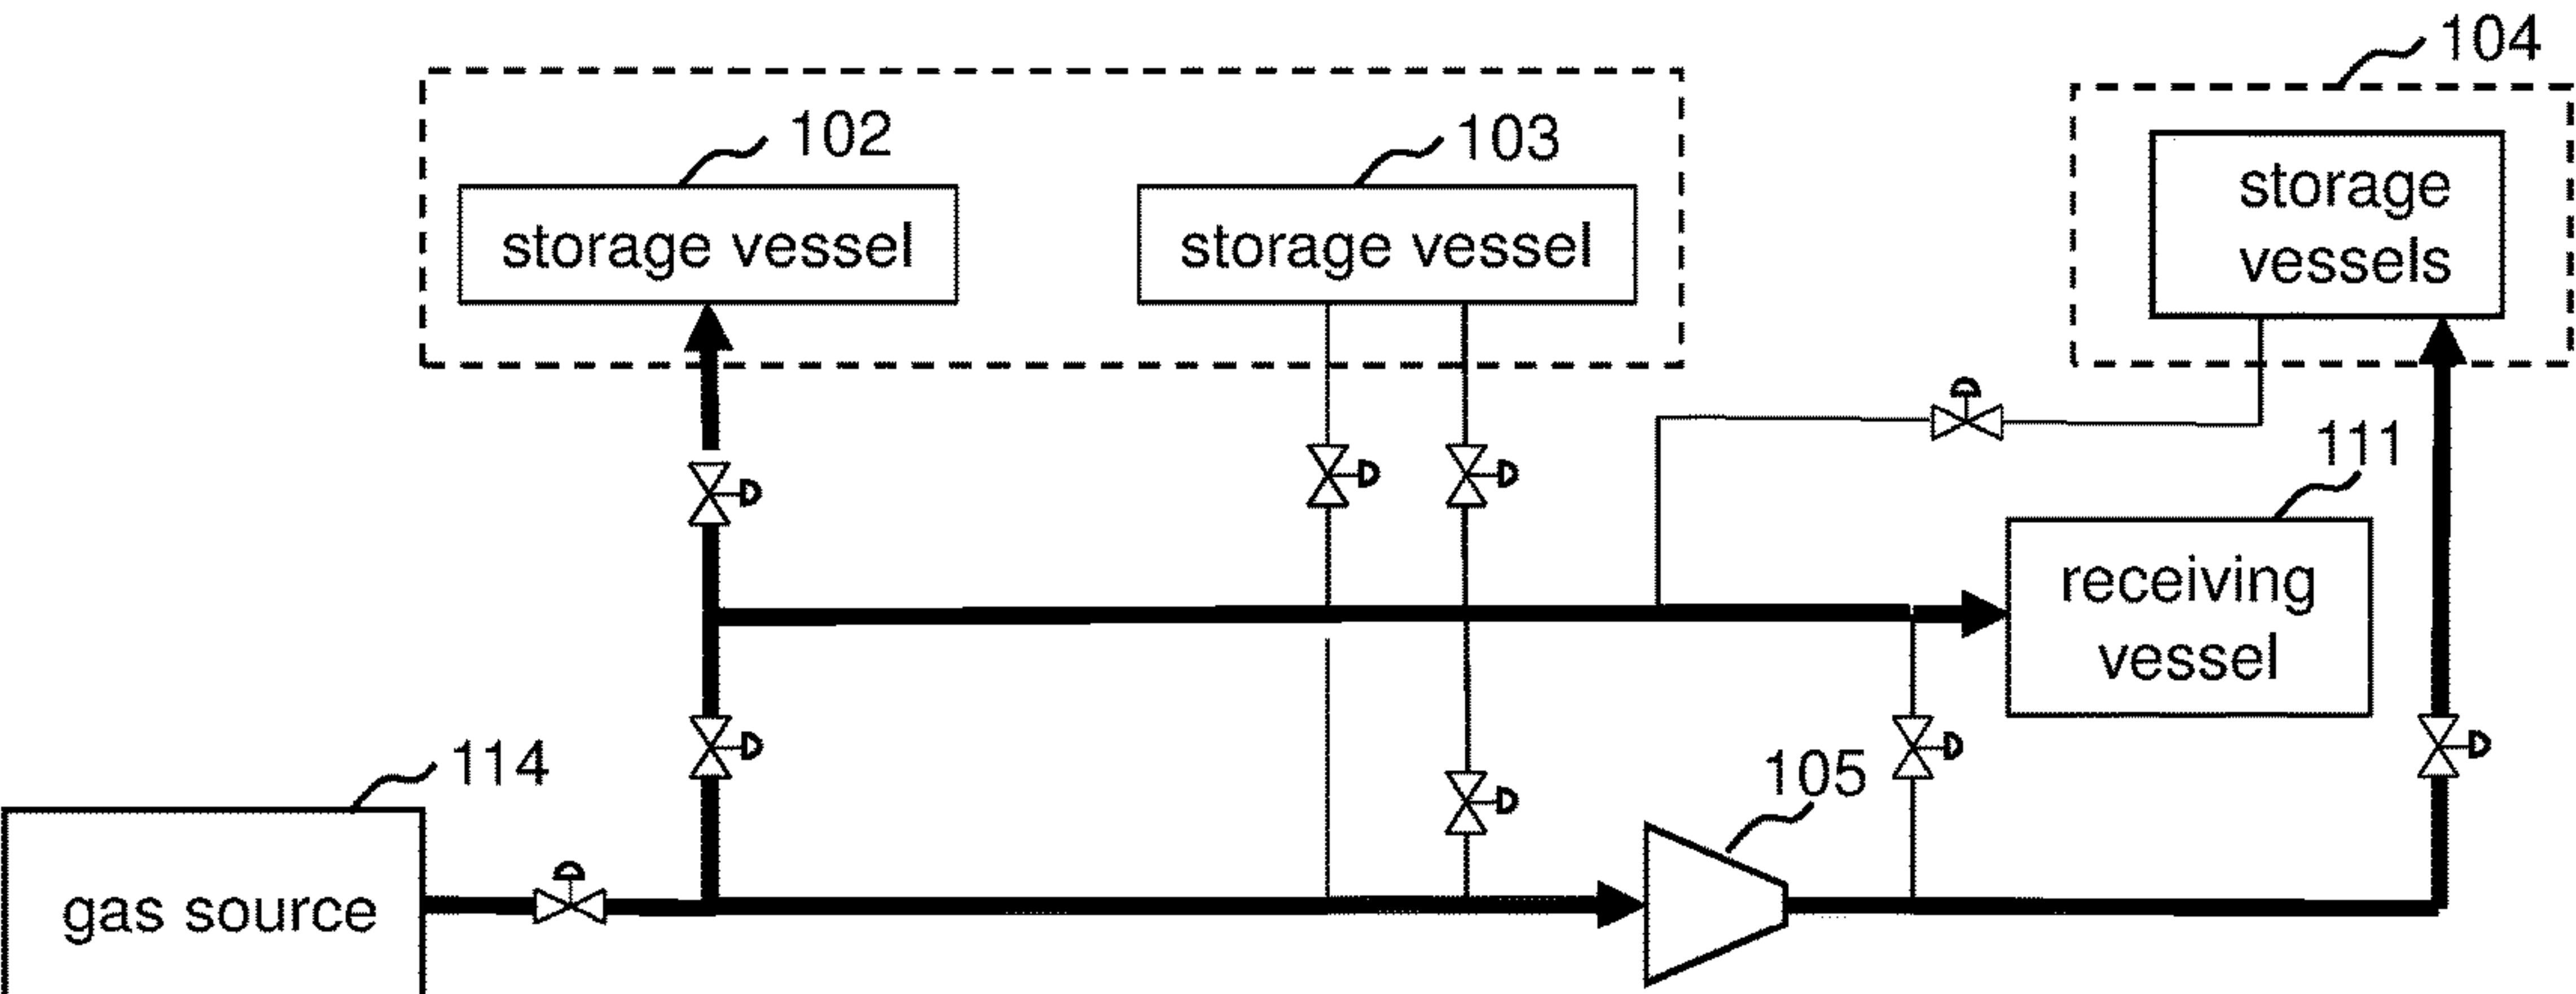 104
102
103
storage
vessels
storage vessel
storage vessel
111
receiving
vessel
114
105
gas source